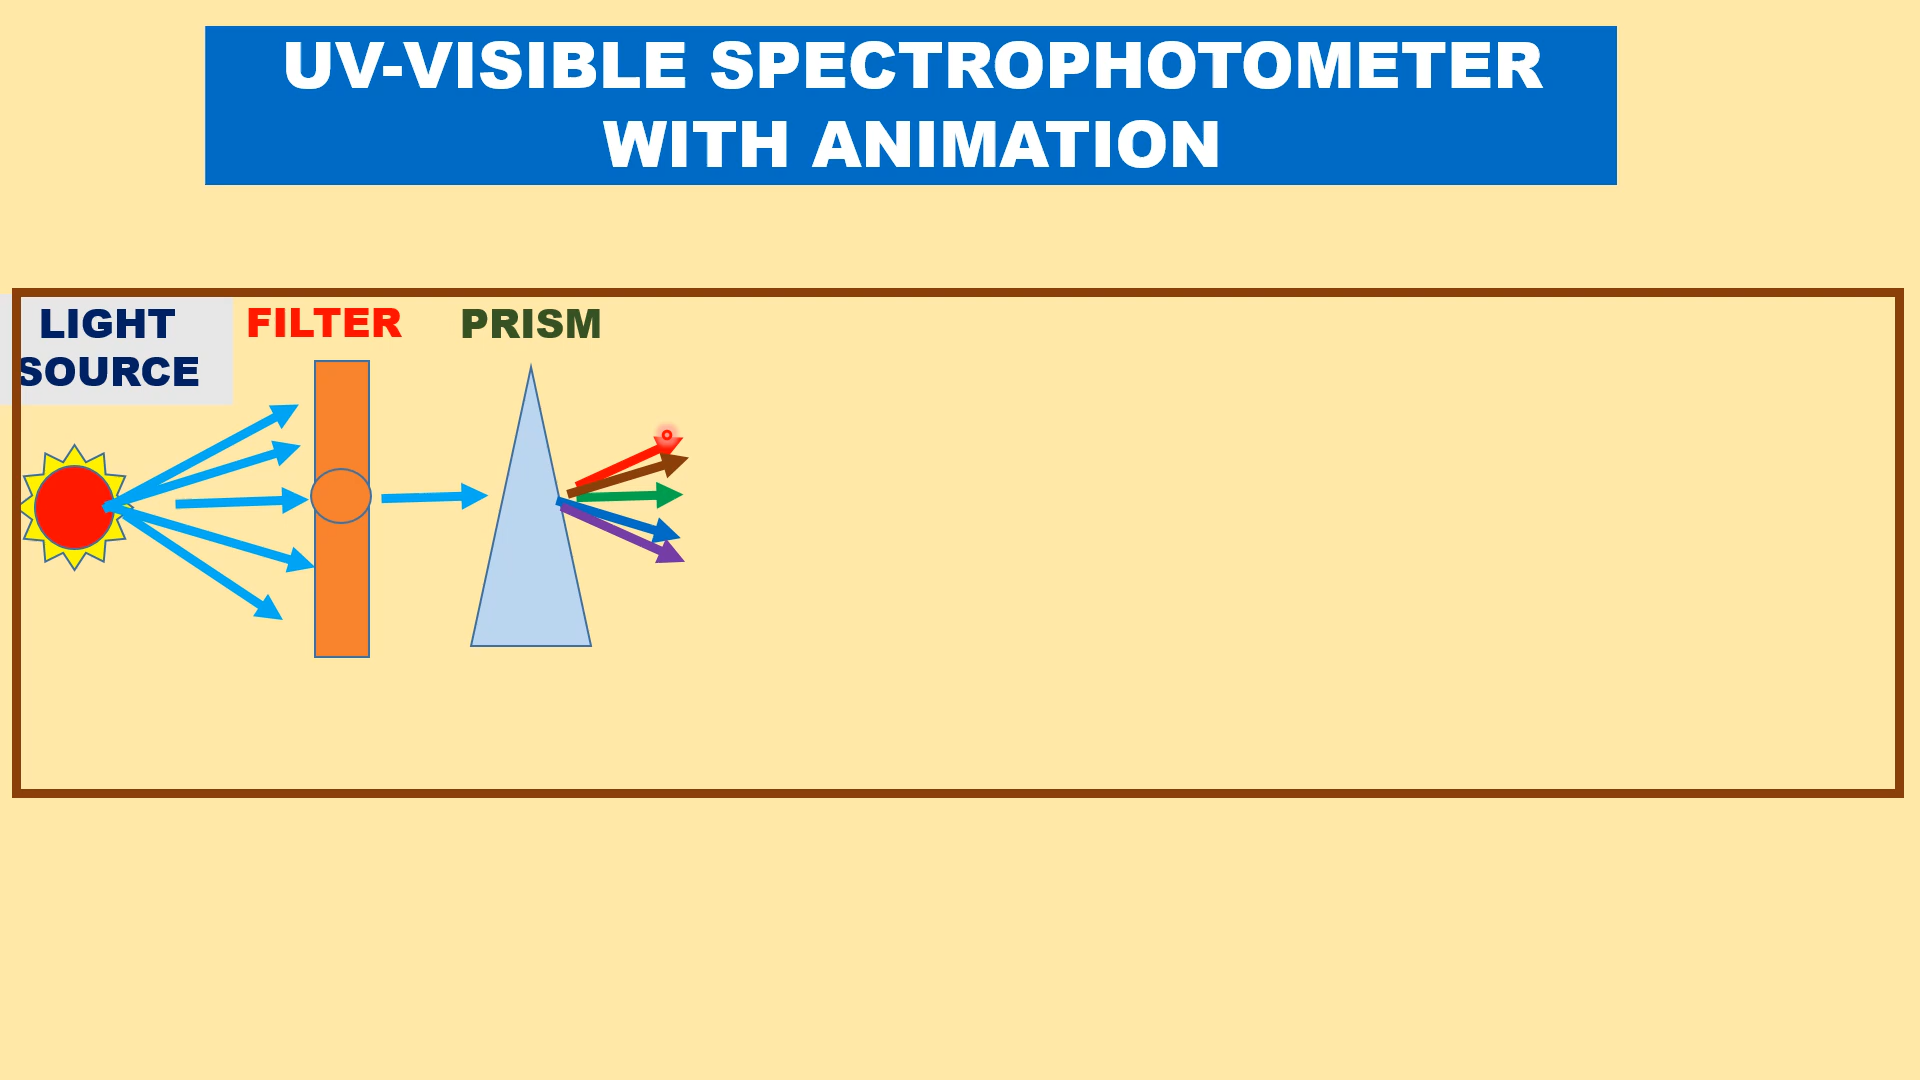 UV-VISIBLE SPECTROPHOTOMETER
WITH ANIMATION
LIGHT
SOURCE
FILTER
PRISM